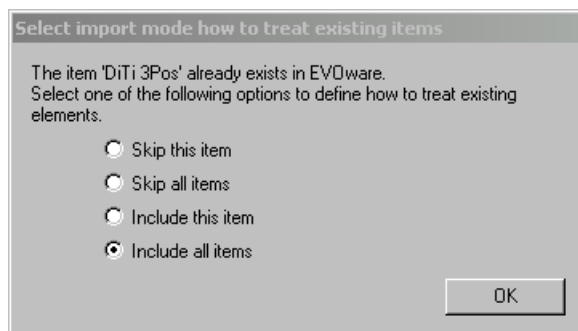 Select import mode how to treat existing items
The item 'DiTi 3Pos' already exists in EVOware.
Select one of the following options to define how to treat existing
elements.
Skip this item
Skip all items
Include this item
Include all items
OK